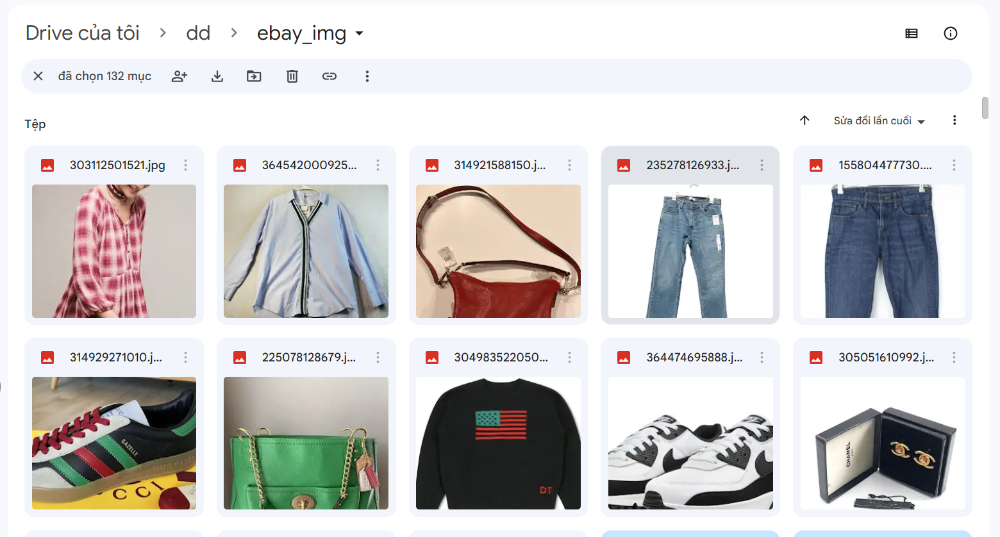 Drive của tôi > dd > ebay_img
đã chọn 132 mục
Tệp
Sửa đổi lần cuối
303112501521.jpg
364542000925...
314921588150.j...
235278126933.j...
155804477730....
314929271010.j...
225078128679.j...
304983522050...
364474695888.j...
305051610992.j...
GAZELLE
GUCCI
CCI
DT
CHANEL